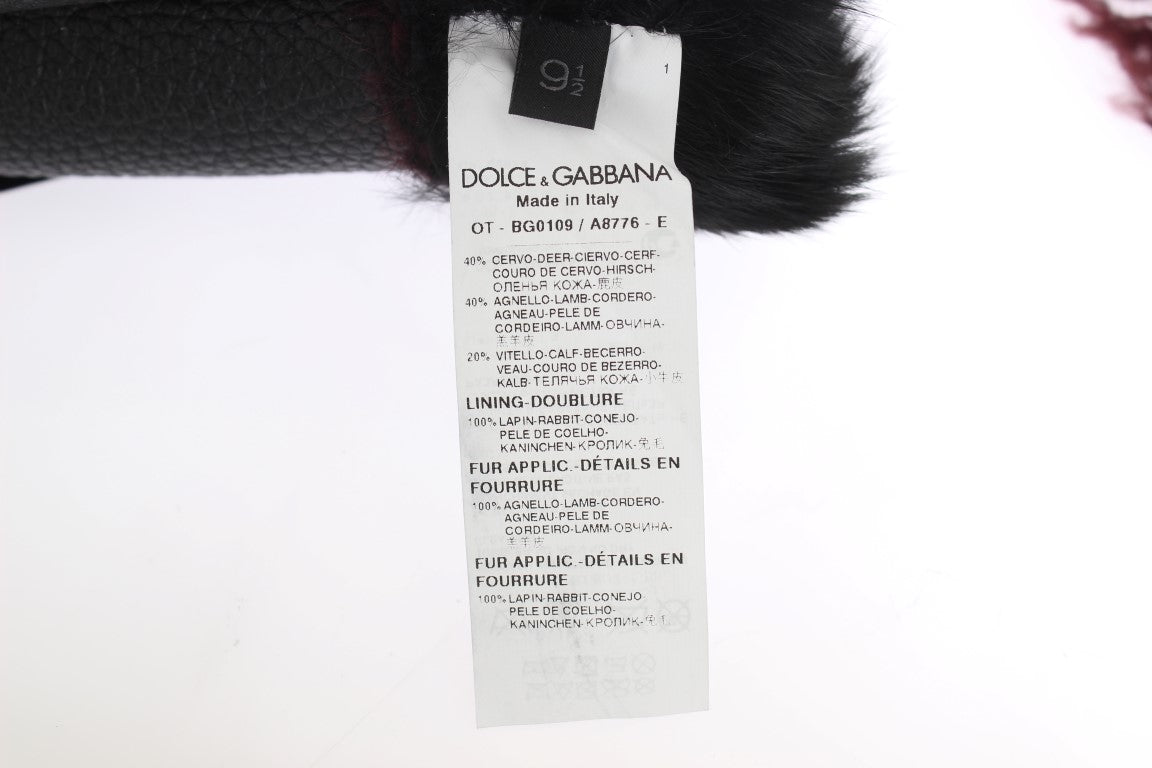 9 1/2
1
DOLCE & GABBANA
Made in Italy
OT - BG0109 / A8776 - E
40% CERVO-DEER-CIERVO-CERF-
COURO DE CERVO-HIRSCH-
ОЛЕНЬЯ КОЖА-鹿皮
40% AGNELLO-LAMB-CORDERO-
AGNEAU-PELE DE
CORDEIRO-LAMM-ОВЧИНА-
羔羊皮
20% VITELLO-CALF-BECERRO-
VEAU-COURO DE BEZERRO-
KALB-ТЕЛЯЧЬЯ КОЖА-小牛皮
LINING-DOUBLURE
100% LAPIN-RABBIT-CONEJO-
PELE DE COELHO-
KANINCHEN-КРОЛИК-兔毛
FUR APPLIC.-DÉTAILS EN
FOURRURE
100% AGNELLO-LAMB-CORDERO-
AGNEAU-PELE DE
CORDEIRO-LAMM-ОВЧИНА-
羔羊皮
FUR APPLIC.-DÉTAILS EN
FOURRURE
100% LAPIN-RABBIT-CONEJO-
PELE DE COELHO-
KANINCHEN-КРОЛИК-兔毛